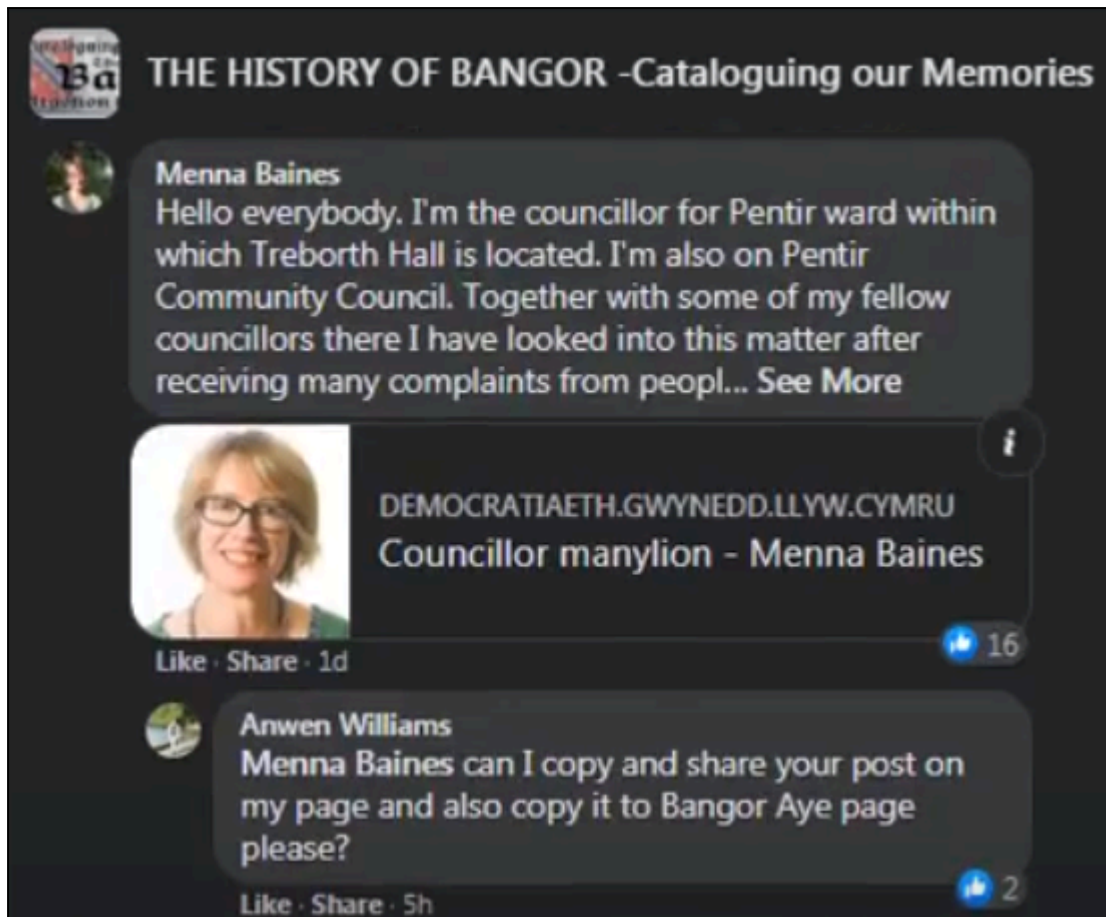 Ba
THE HISTORY OF BANGOR -Cataloguing our Memories
Menna Baines
Hello everybody. I'm the councillor for Pentir ward within
which Treborth Hall is located. I'm also on Pentir
Community Council. Together with some of my fellow
councillors there I have looked into this matter after
receiving many complaints from peopl... See More
i
DEMOCRATIAETH.GWYNEDD.LLYW.CYMRU
Councillor manylion - Menna Baines
16
Like · Share · 1d
Anwen Williams
Menna Baines can I copy and share your post on
my page and also copy it to Bangor Aye page
please?
2
Like · Share · 5h